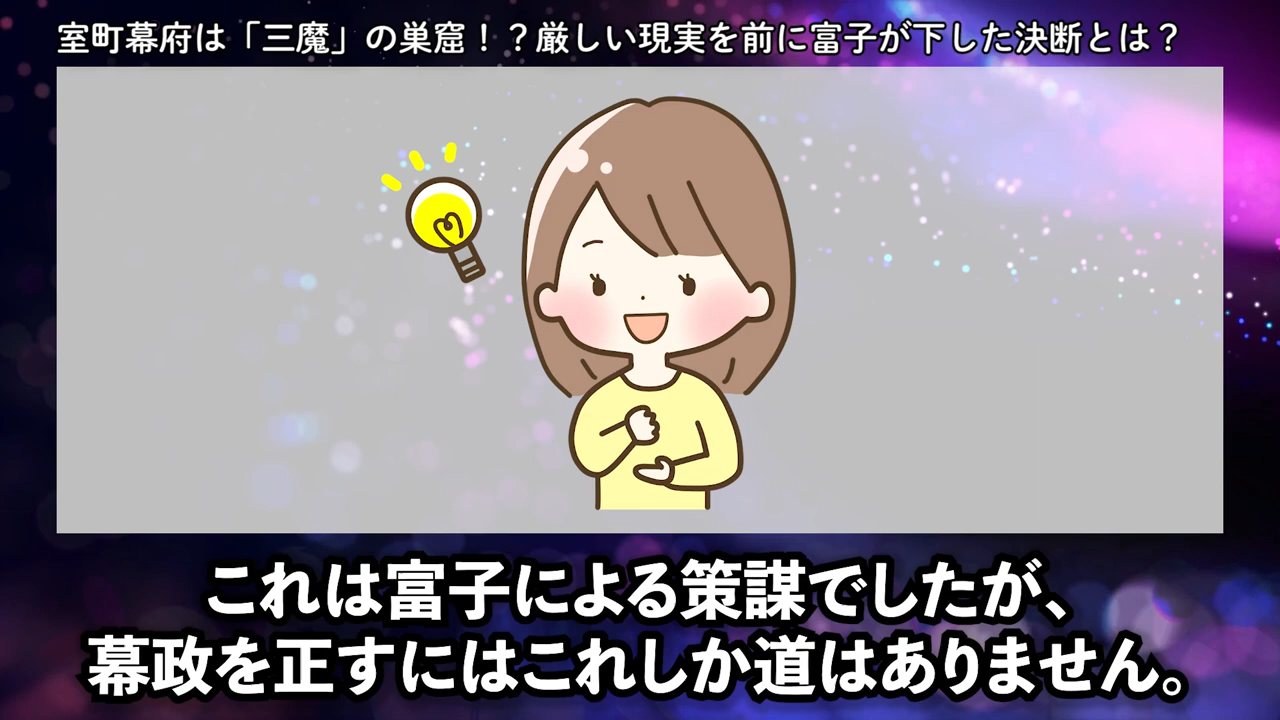 室町幕府は「三魔」の巣窟！？厳しい現実を前に富子が下した決断とは？
これは富子による策謀でしたが、
幕政を正すにはこれしか道はありません。